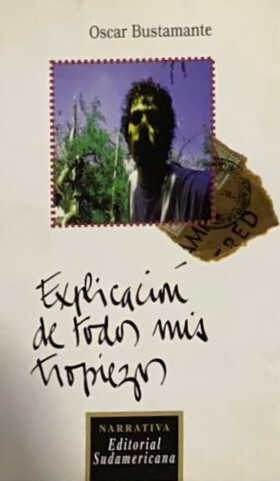 Oscar Bustamante
Explicación
de todos mis
tropiezos
NARRATIVA
Editorial
Sudamericana